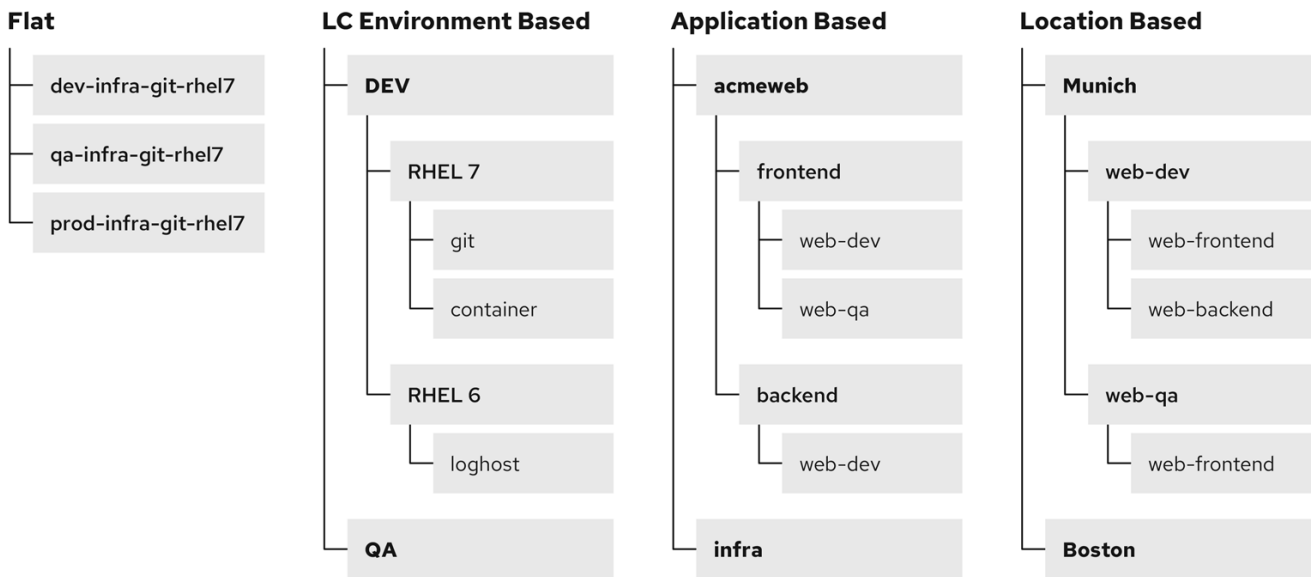 Flat
dev-infra-git-rhel7
qa-infra-git-rhel7
prod-infra-git-rhel7
LC Environment Based
DEV
RHEL 7
git
container
RHEL 6
loghost
QA
Application Based
acmeweb
frontend
web-dev
web-qa
backend
web-dev
infra
Location Based
Munich
web-dev
web-frontend
web-backend
web-qa
web-frontend
Boston